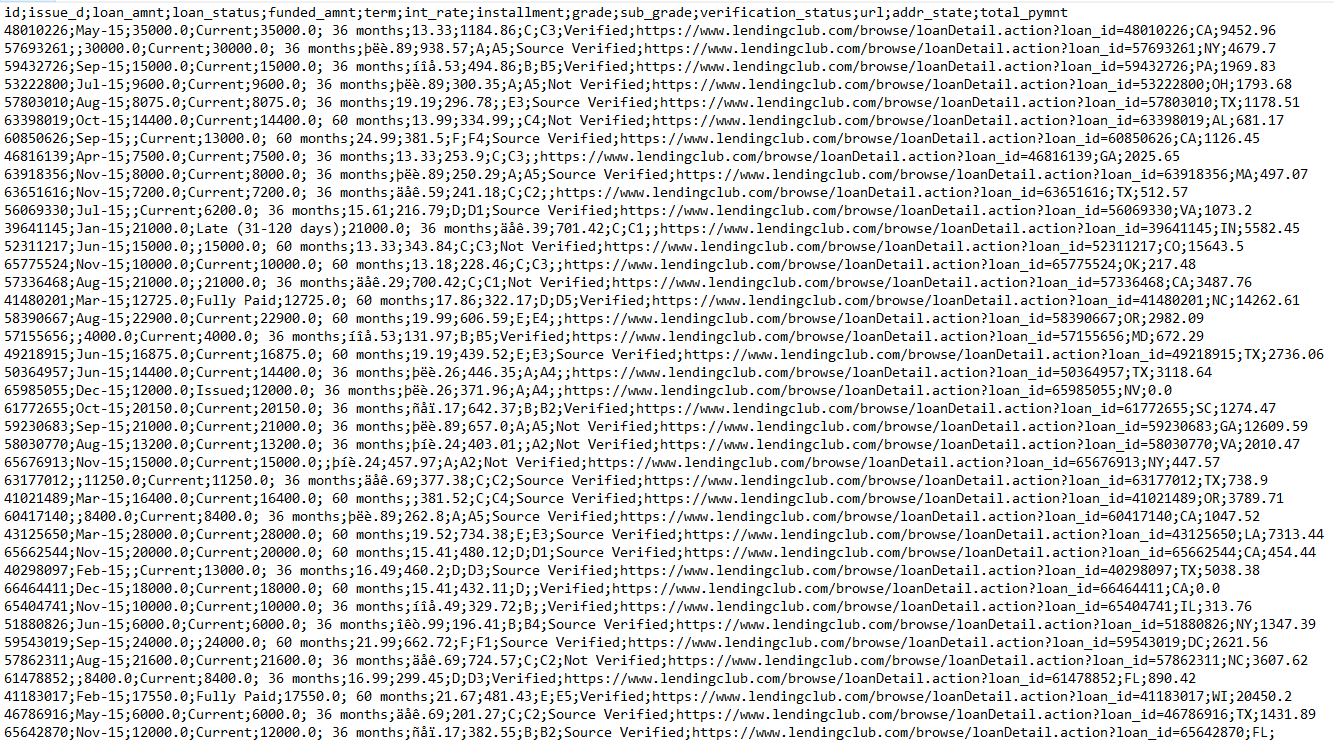 id;issue_d;loan_amnt;loan_status;funded_amnt;term;int_rate;installment;grade;sub_grade;verification_status;url;addr_state;total_pymnt
48010226;May-15;35000.0;Current;35000.0; 36 months;13.33;1184.86;C;C3;Verified;https://www.lendingclub.com/browse/loanDetail.action?loan_id=48010226;CA;9452.96
57693261;;30000.0;Current;30000.0; 36 months;þëè.89;938.57;A;A5;Source Verified;https://www.lendingclub.com/browse/loanDetail.action?loan_id=57693261;NY;4679.7
59432726;Sep-15;15000.0;Current;15000.0; 36 months;íîå.53;494.86;B;B5;Verified;https://www.lendingclub.com/browse/loanDetail.action?loan_id=59432726;PA;1969.83
53222800;Jul-15;9600.0;Current;9600.0; 36 months;þëè.89;300.35;A;A5;Not Verified;https://www.lendingclub.com/browse/loanDetail.action?loan_id=53222800;OH;1793.68
57803010;Aug-15;8075.0;Current;8075.0; 36 months;19.19;296.78;;E3;Source Verified;https://www.lendingclub.com/browse/loanDetail.action?loan_id=57803010;TX;1178.51
63398019;Oct-15;14400.0;Current;14400.0; 60 months;13.99;334.99;;C4;Not Verified;https://www.lendingclub.com/browse/loanDetail.action?loan_id=63398019;AL;681.17
60850626;Sep-15;;Current;13000.0; 60 months;24.99;381.5;F;F4;Source Verified;https://www.lendingclub.com/browse/loanDetail.action?loan_id=60850626;CA;1126.45
46816139;Apr-15;7500.0;Current;7500.0; 36 months;13.33;253.9;C;C3;;https://www.lendingclub.com/browse/loanDetail.action?loan_id=46816139;GA;2025.65
63918356;Nov-15;8000.0;Current;8000.0; 36 months;þëè.89;250.29;A;A5;Source Verified;https://www.lendingclub.com/browse/loanDetail.action?loan_id=63918356;MA;497.07
63651616;Nov-15;7200.0;Current;7200.0; 36 months;äåê.59;241.18;C;C2;;https://www.lendingclub.com/browse/loanDetail.action?loan_id=63651616;TX;512.57
56069330;Jul-15;;Current;6200.0; 36 months;15.61;216.79;D;D1;Source Verified;https://www.lendingclub.com/browse/loanDetail.action?loan_id=56069330;VA;1073.2
39641145;Jan-15;21000.0;Late (31-120 days);21000.0; 36 months;äåê.39;701.42;C;C1;;https://www.lendingclub.com/browse/loanDetail.action?loan_id=39641145;IN;5582.45
52311217;Jun-15;15000.0;;15000.0; 60 months;13.33;343.84;C;C3;Not Verified;https://www.lendingclub.com/browse/loanDetail.action?loan_id=52311217;CO;15643.5
65775524;Nov-15;10000.0;Current;10000.0; 60 months;13.18;228.46;C;C3;;https://www.lendingclub.com/browse/loanDetail.action?loan_id=65775524;OK;217.48
57336468;Aug-15;21000.0;;21000.0; 36 months;äåê.29;700.42;C;C1;Not Verified;https://www.lendingclub.com/browse/loanDetail.action?loan_id=57336468;CA;3487.76
41480201;Mar-15;12725.0;Fully Paid;12725.0; 60 months;17.86;322.17;D;D5;Verified;https://www.lendingclub.com/browse/loanDetail.action?loan_id=41480201;NC;14262.61
58390667;Aug-15;22900.0;Current;22900.0; 60 months;19.99;606.59;E;E4;;https://www.lendingclub.com/browse/loanDetail.action?loan_id=58390667;OR;2982.09
57155656;;4000.0;Current;4000.0; 36 months;íîå.53;131.97;B;B5;Verified;https://www.lendingclub.com/browse/loanDetail.action?loan_id=57155656;MD;672.29
49218915;Jun-15;16875.0;Current;16875.0; 60 months;19.19;439.52;E;E3;Source Verified;https://www.lendingclub.com/browse/loanDetail.action?loan_id=49218915;TX;2736.06
50364957;Jun-15;14400.0;Current;14400.0; 36 months;þëè.26;446.35;A;A4;;https://www.lendingclub.com/browse/loanDetail.action?loan_id=50364957;TX;3118.64
65985055;Dec-15;12000.0;Issued;12000.0; 36 months;þëè.26;371.96;A;A4;;https://www.lendingclub.com/browse/loanDetail.action?loan_id=65985055;NV;0.0
61772655;Oct-15;20150.0;Current;20150.0; 36 months;ñåï.17;642.37;B;B2;Verified;https://www.lendingclub.com/browse/loanDetail.action?loan_id=61772655;SC;1274.47
59230683;Sep-15;21000.0;Current;21000.0; 36 months;þëè.89;657.0;A;A5;Not Verified;https://www.lendingclub.com/browse/loanDetail.action?loan_id=59230683;GA;12609.59
58030770;Aug-15;13200.0;Current;13200.0; 36 months;þíè.24;403.01;;A2;Not Verified;https://www.lendingclub.com/browse/loanDetail.action?loan_id=58030770;VA;2010.47
65676913;Nov-15;15000.0;Current;15000.0;;þíè.24;457.97;A;A2;Not Verified;https://www.lendingclub.com/browse/loanDetail.action?loan_id=65676913;NY;447.57
63177012;;11250.0;Current;11250.0; 36 months;äåê.69;377.38;C;C2;Source Verified;https://www.lendingclub.com/browse/loanDetail.action?loan_id=63177012;TX;738.9
41021489;Mar-15;16400.0;Current;16400.0; 60 months;;381.52;C;C4;Source Verified;https://www.lendingclub.com/browse/loanDetail.action?loan_id=41021489;OR;3789.71
60417140;;8400.0;Current;8400.0; 36 months;þëè.89;262.8;A;A5;Source Verified;https://www.lendingclub.com/browse/loanDetail.action?loan_id=60417140;CA;1047.52
43125650;Mar-15;28000.0;Current;28000.0; 60 months;19.52;734.38;E;E3;Source Verified;https://www.lendingclub.com/browse/loanDetail.action?loan_id=43125650;LA;7313.44
65662544;Nov-15;20000.0;Current;20000.0; 60 months;15.41;480.12;D;D1;Source Verified;https://www.lendingclub.com/browse/loanDetail.action?loan_id=65662544;CA;454.44
40298097;Feb-15;;Current;13000.0; 36 months;16.49;460.2;D;D3;Source Verified;https://www.lendingclub.com/browse/loanDetail.action?loan_id=40298097;TX;5038.38
66464411;Dec-15;18000.0;Current;18000.0; 60 months;15.41;432.11;D;;Verified;https://www.lendingclub.com/browse/loanDetail.action?loan_id=66464411;CA;0.0
65404741;Nov-15;10000.0;Current;10000.0; 36 months;íîå.49;329.72;B;;Verified;https://www.lendingclub.com/browse/loanDetail.action?loan_id=65404741;IL;313.76
51880826;Jun-15;6000.0;Current;6000.0; 36 months;îêò.99;196.41;B;B4;Source Verified;https://www.lendingclub.com/browse/loanDetail.action?loan_id=51880826;NY;1347.39
59543019;Sep-15;24000.0;;24000.0; 60 months;21.99;662.72;F;F1;Source Verified;https://www.lendingclub.com/browse/loanDetail.action?loan_id=59543019;DC;2621.56
57862311;Aug-15;21600.0;Current;21600.0; 36 months;äåê.69;724.57;C;C2;Not Verified;https://www.lendingclub.com/browse/loanDetail.action?loan_id=57862311;NC;3607.62
61478852;;8400.0;Current;8400.0; 36 months;16.99;299.45;D;D3;Verified;https://www.lendingclub.com/browse/loanDetail.action?loan_id=61478852;FL;890.42
41183017;Feb-15;17550.0;Fully Paid;17550.0; 60 months;21.67;481.43;E;E5;Verified;https://www.lendingclub.com/browse/loanDetail.action?loan_id=41183017;WI;20450.2
46786916;May-15;6000.0;Current;6000.0; 36 months;äåê.69;201.27;C;C2;Source Verified;https://www.lendingclub.com/browse/loanDetail.action?loan_id=46786916;TX;1431.89
65642870;Nov-15;12000.0;Current;12000.0; 36 months;ñåï.17;382.55;B;B2;Source Verified;https://www.lendingclub.com/browse/loanDetail.action?loan_id=65642870;FL;